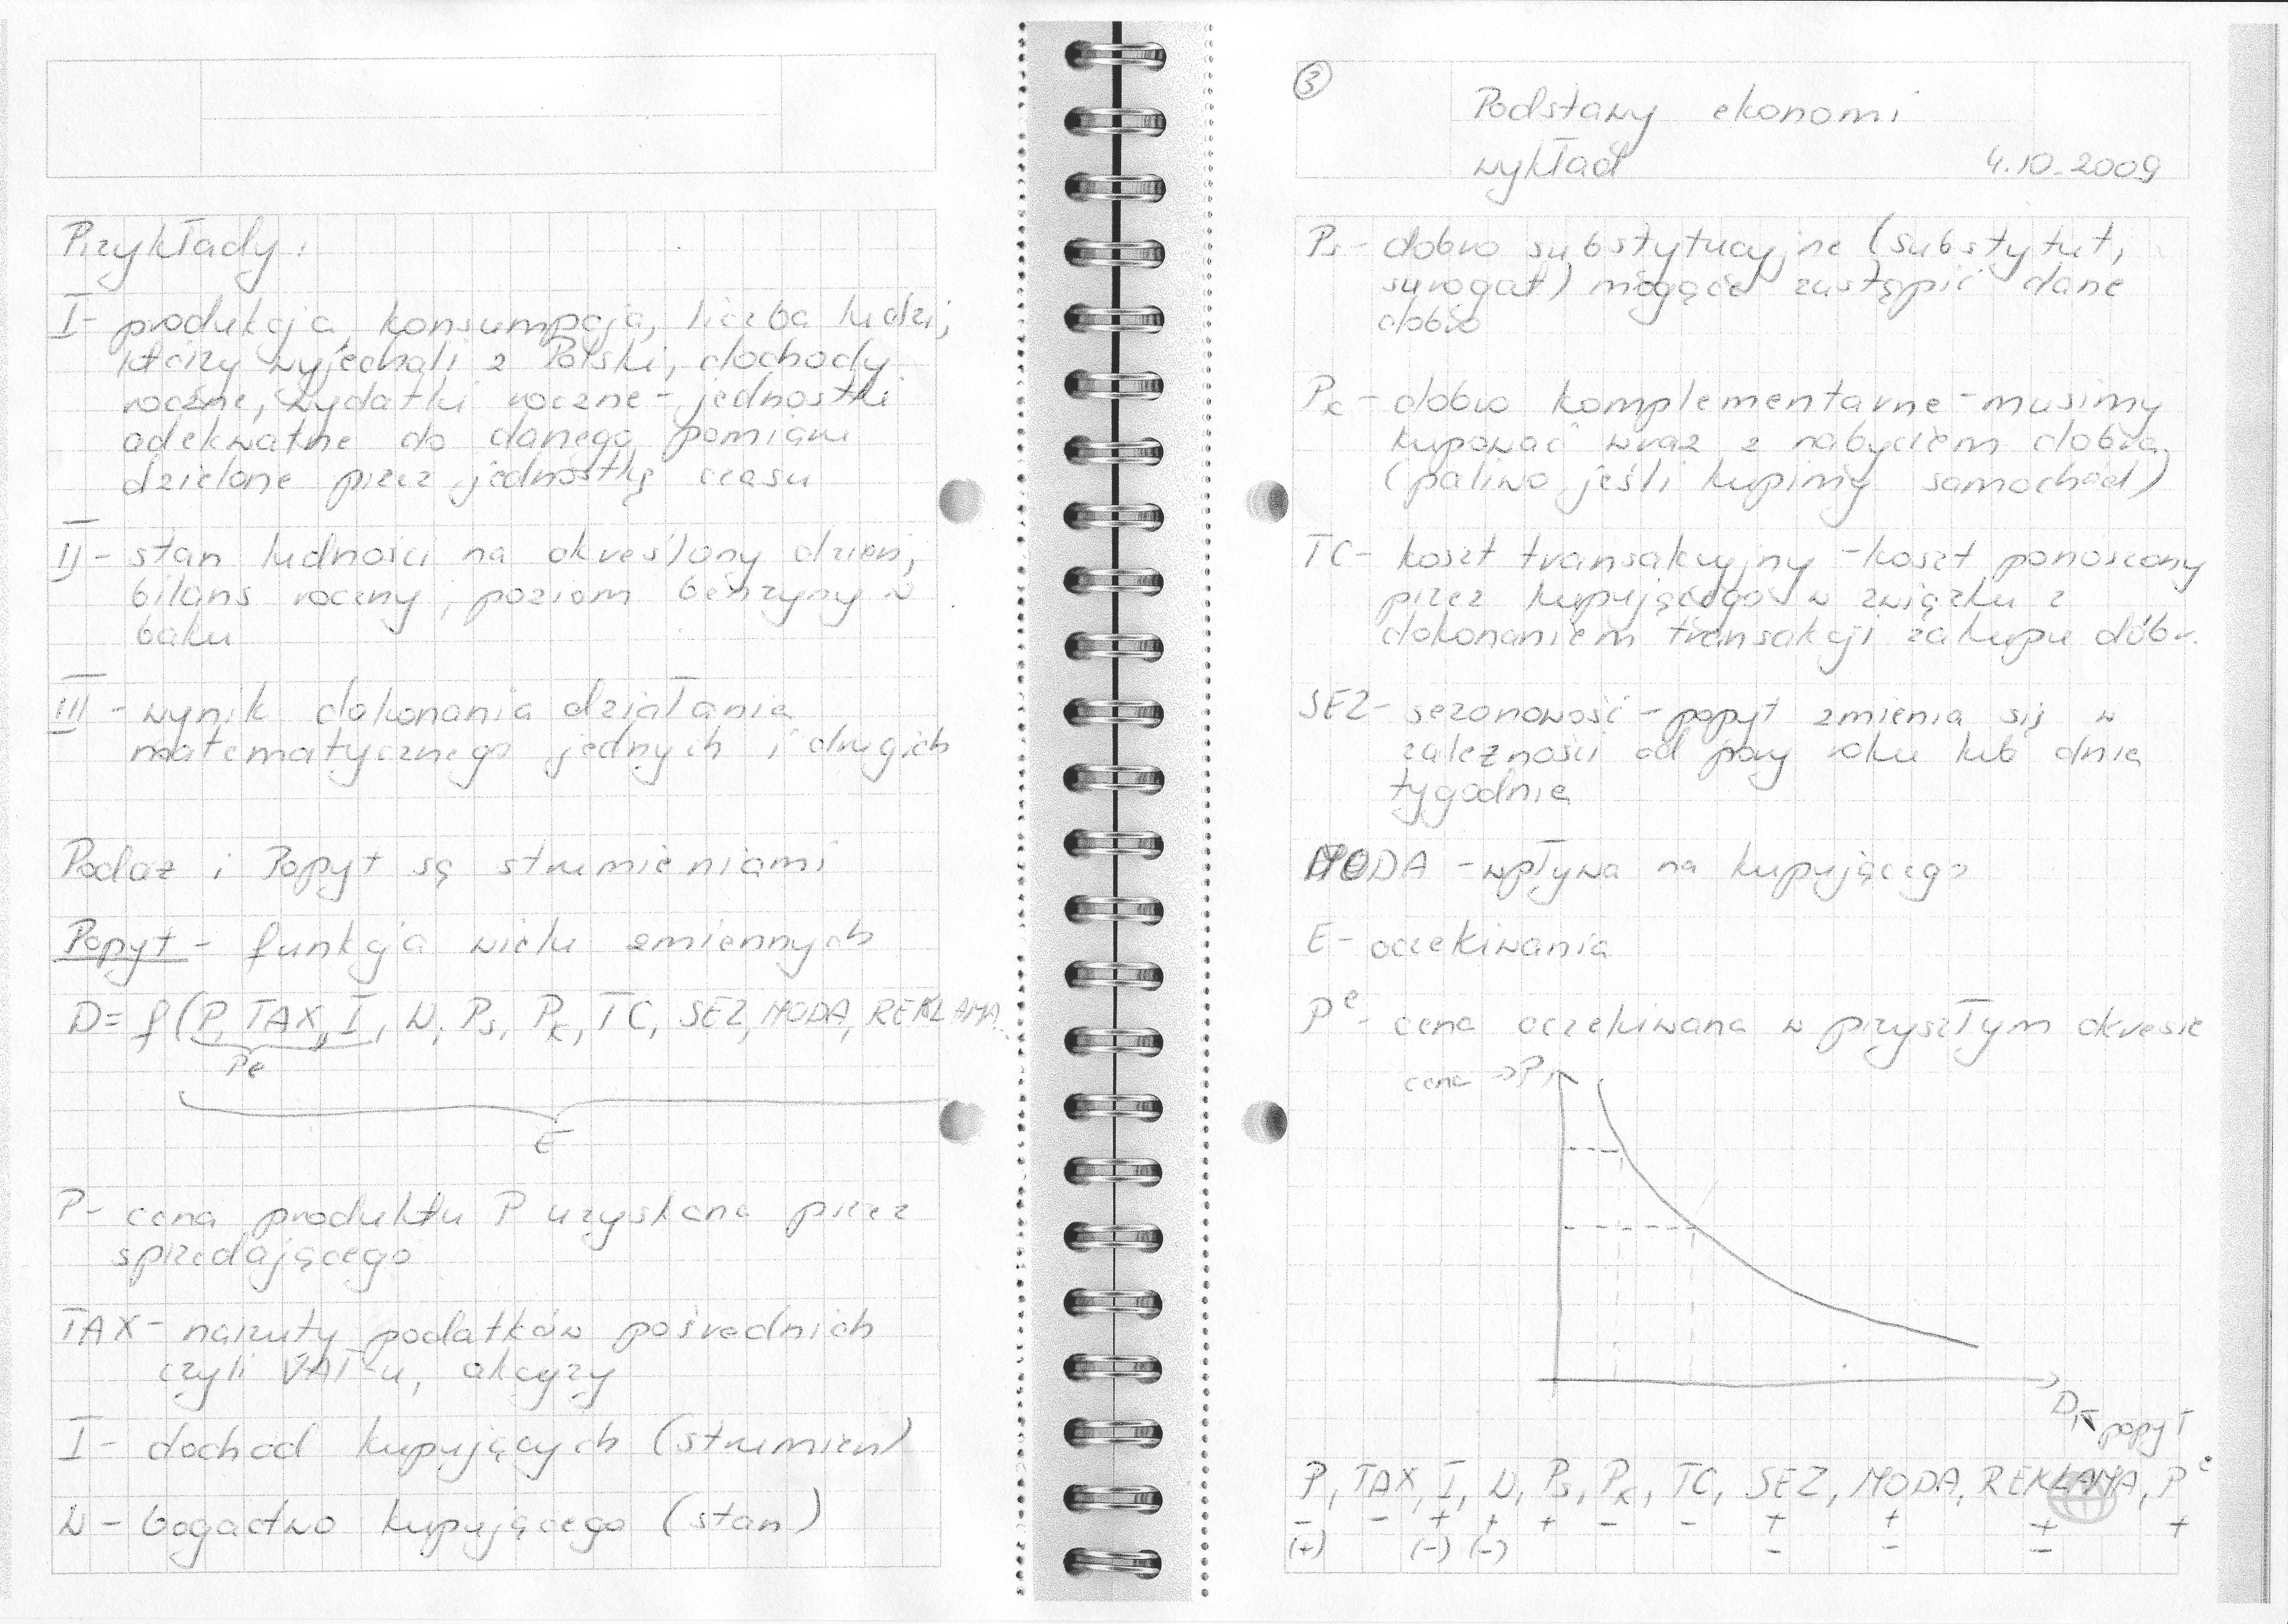 Przykłady:
I- produkcja, konsumpcja, liczba ludzi,
którzy wyjechali z Polski, dochody
roczne, wydatki roczne - jednostki
adekwatne do danego pomiaru
dzielone przez jednostkę czasu
II- stan ludności na określony dzień,
bilans roczny, poziom benzyny w
baku
III - wynik dokonania działania
matematycznego jednych i drugich
Podaż i Popyt są strumieniami
Popyt - funkcja wielu zmiennych
D= f(P, TAX, I, W, Ps, Pk, TC, SEZ, MODA, REKLAMA...
Pe
E
P- cena produktu P uzyskana przez
sprzedającego
TAX- narzuty podatków pośrednich
czyli VAT-u, akcyzy
I- dochód kupujących (strumień)
W- bogactwo kupującego (stan)
3
Podstawy ekonomi
wykład 4.10.2009
Ps- dobro substytucyjne (substytut,
surogat) mogące zastąpić dane
dobro
Pk- dobro komplementarne - musimy
kupować wraz z nabyciem dobra
(paliwo jeśli kupimy samochód)
TC- koszt transakcyjny - koszt ponoszony
przez kupującego w związku z
dokonaniem transakcji zakupu dóbr.
SEZ- sezonowość - popyt zmienia się w
zależności od pory roku lub dnia
tygodnia
MODA - wpływa na kupującego
E- oczekiwania
P^e- cena oczekiwana w przyszłym okresie
cena → P
D ← popyt
P, TAX, I, W, Ps, Pk, TC, SEZ, MODA, REKLAMA, P^e
- - + + + - - + + + +
(+) (-) (-) - - -